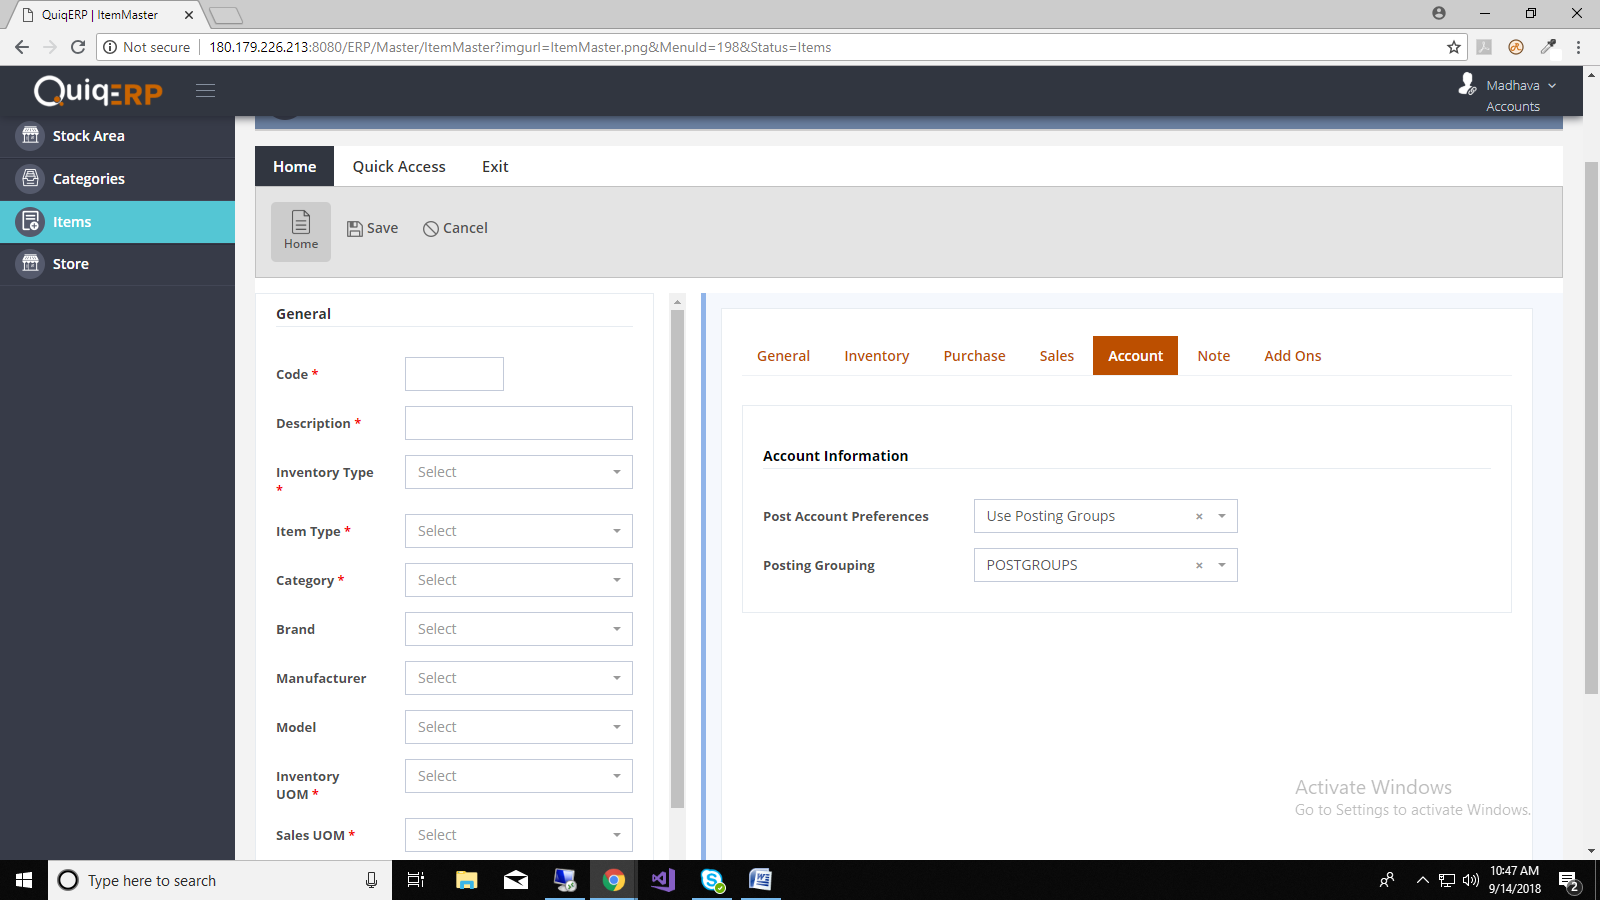 QuiqERP | ItemMaster
Not secure
180.179.226.213:8080/ERP/Master/ItemMaster?imgurl=ItemMaster.png&MenuId=198&Status=Items
QuiqERP
Madhava
Accounts
Stock Area
Categories
Items
Store
Home
Quick Access
Exit
Home
Save
Cancel
General
Code *
Description *
Inventory Type
*
Select
Item Type *
Select
Category *
Select
Brand
Select
Manufacturer
Select
Model
Select
Inventory
UOM *
Select
Sales UOM *
Select
General
Inventory
Purchase
Sales
Account
Note
Add Ons
Account Information
Post Account Preferences
Use Posting Groups
×
Posting Grouping
POSTGROUPS
×
Activate Windows
Go to Settings to activate Windows.
Type here to search
10:47 AM
9/14/2018
2